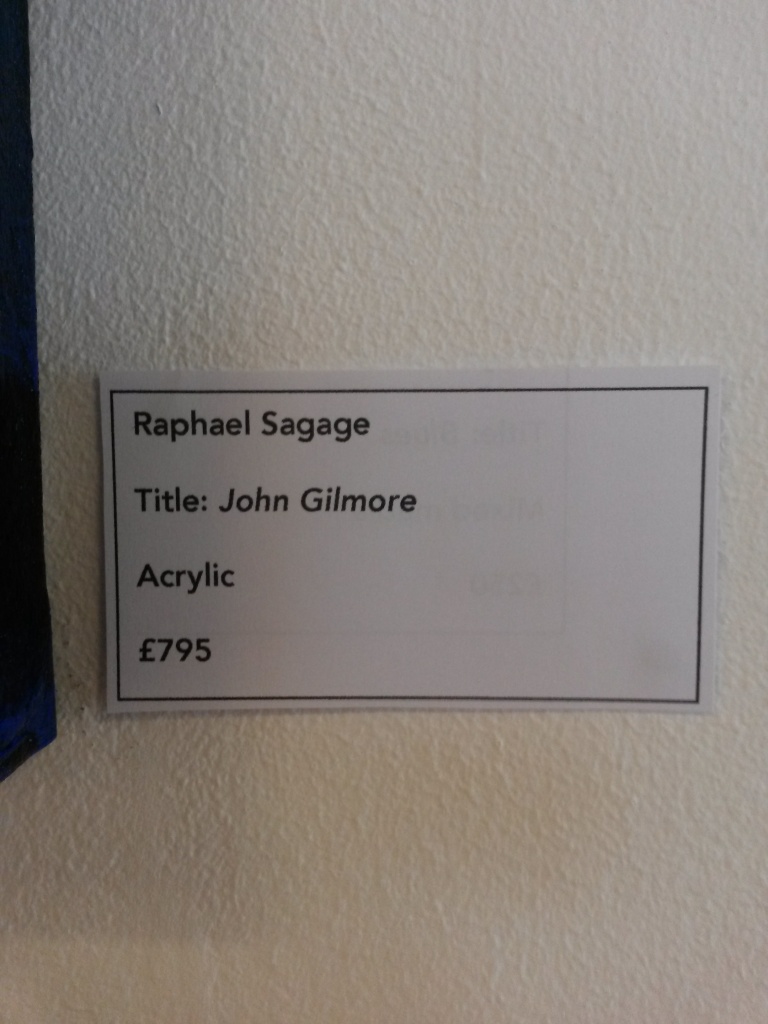 Raphael Sagage
Title: John Gilmore
Acrylic
£795